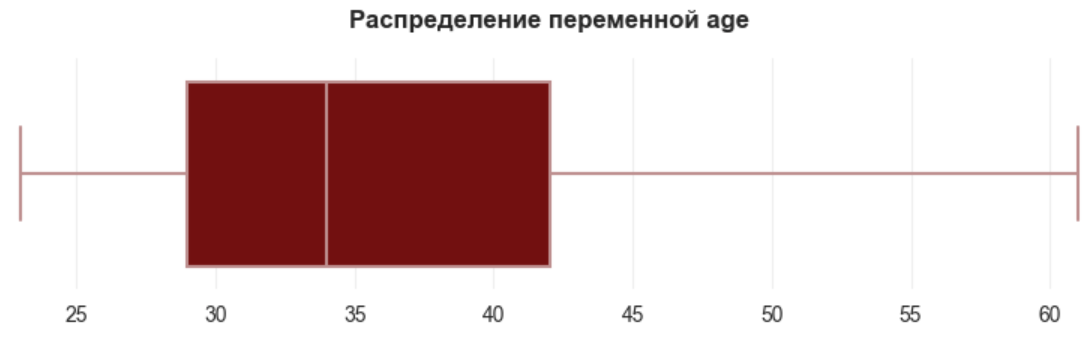 Распределение переменной age
25 30 35 40 45 50 55 60